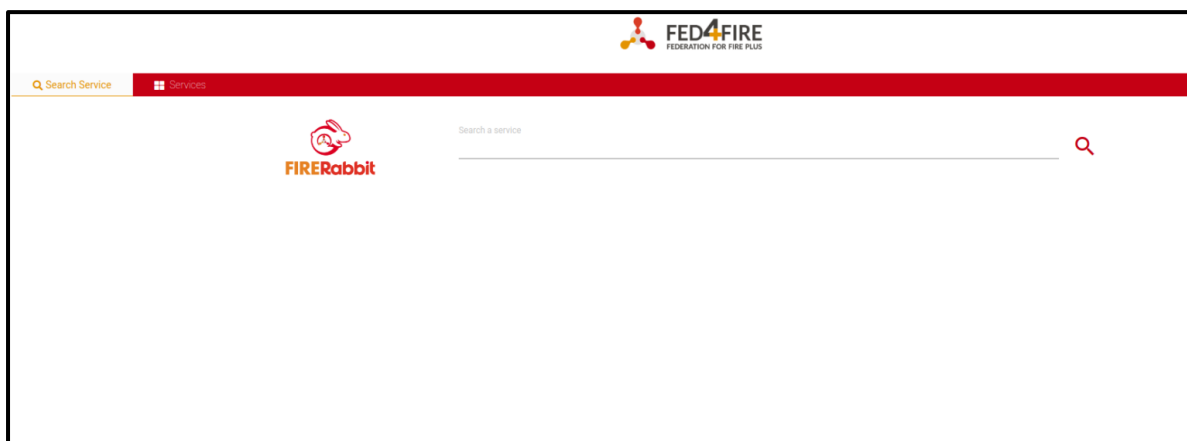 FED4FIRE
FEDERATION FOR FIRE PLUS
Search Service
Services
Search a service
FIRERabbit